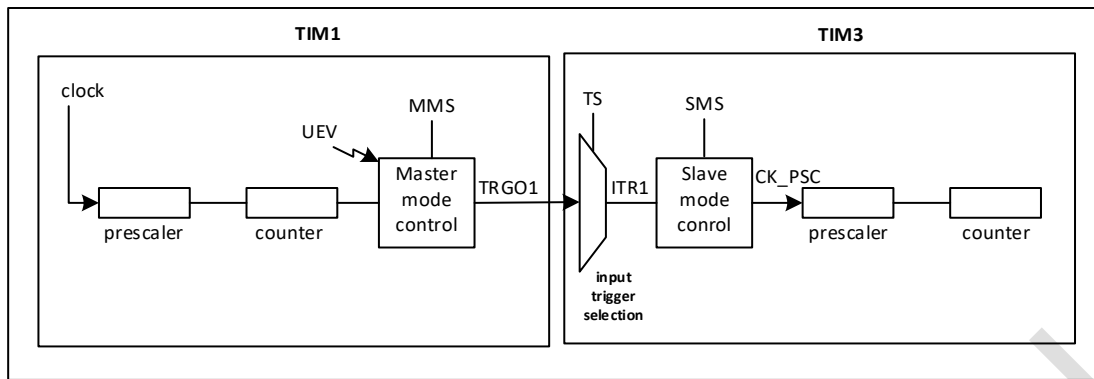 TIM1
TIM3
clock
MMS
TS
SMS
UEV
Master
mode
control
TRGO1
ITR1
Slave
mode
conrol
CK_PSC
prescaler
counter
prescaler
counter
input
trigger
selection